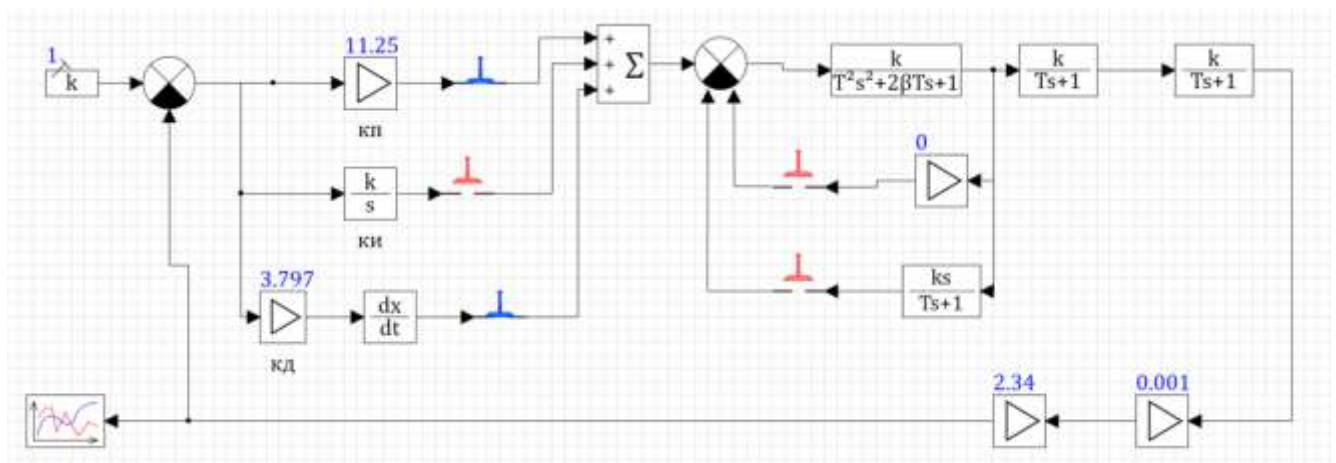 1
k
11.25
кп
k
s
ки
3.797
dx
dt
кд
+
+
+
Σ
k
T²s²+2βTs+1
k
Ts+1
k
Ts+1
0
ks
Ts+1
2.34
0.001